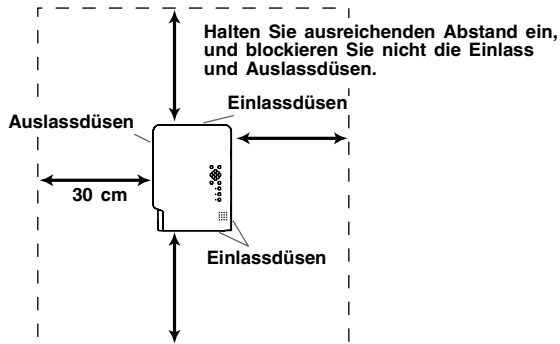 Halten Sie ausreichenden Abstand ein,
und blockieren Sie nicht die Einlass
und Auslassdüsen.
Einlassdüsen
Auslassdüsen
30 cm
Einlassdüsen